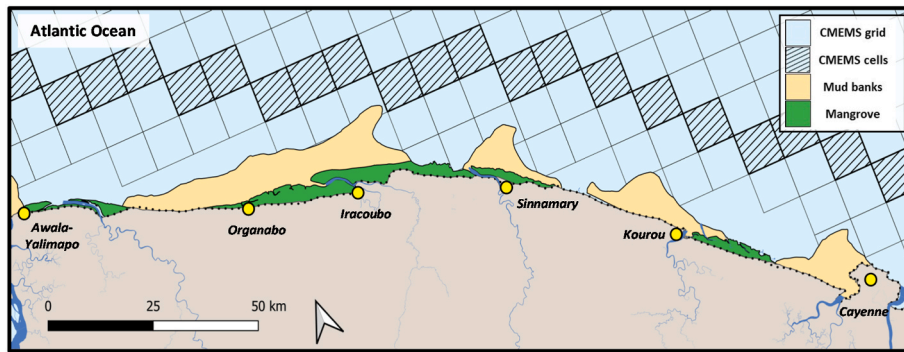 Atlantic Ocean
CMEMS grid
CMEMS cells
Mud banks
Mangrove
Awala-
Yalimapo
Organabo
Iracoubo
Sinnamary
Kourou
Cayenne
0 25 50 km